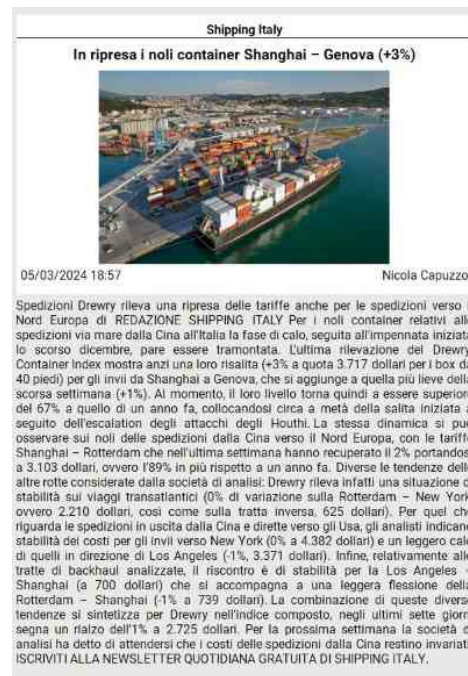 Shipping Italy
In ripresa i noli container Shanghai – Genova (+3%)
05/03/2024 18:57
Nicola Capuzzo
Spedizioni Drewry rileva una ripresa delle tariffe anche per le spedizioni verso
Nord Europa di REDAZIONE SHIPPING ITALY Per i noli container relativi
spedizioni via mare dalla Cina all'Italia la fase di calo, seguita all'impennata iniziata
lo scorso dicembre, pare essere tramontata. L'ultima rilevazione del Drewry
Container Index mostra anzi una loro risalita (+3% a quota 3.717 dollari per i box da
40 piedi) per gli invii da Shanghai a Genova, che si aggiunge a quella più lieve della
scorsa settimana (+1%). Al momento, il loro livello torna quindi a essere superiore
del 67% a quello di un anno fa, collocandosi circa a metà della salita iniziata
seguito dell'escalation degli attacchi degli Houthi. La stessa dinamica si può
osservare sui noli delle spedizioni dalla Cina verso il Nord Europa, con le tariffe
Shanghai – Rotterdam che nell'ultima settimana hanno recuperato il 2% portandosi
a 3.103 dollari, ovvero l'89% in più rispetto a un anno fa. Diverse le tendenze delle
altre rotte considerate dalla società di analisi: Drewry rileva infatti una situazione di
stabilità sui viaggi transatlantici (0% di variazione sulla Rotterdam – New York
ovvero 2.210 dollari, così come sulla tratta inversa, 625 dollari). Per quel che
riguarda le spedizioni in uscita dalla Cina e dirette verso gli Usa, gli analisti indicano
stabilità dei costi per gli invii verso New York (0% a 4.382 dollari) e un leggero calo
di quelli in direzione di Los Angeles (-1%, 3.371 dollari). Infine, relativamente alle
tratte di backhaul analizzate, il riscontro è di stabilità per la Los Angeles -
Shanghai (a 700 dollari) che si accompagna a una leggera flessione della
Rotterdam – Shanghai (-1% a 739 dollari). La combinazione di queste diverse
tendenze si sintetizza per Drewry nell'indice composto, negli ultimi sette giorni
segna un rialzo dell'1% a 2.725 dollari. Per la prossima settimana la società di
analisi ha detto di attendersi che i costi delle spedizioni dalla Cina restino invariati
ISCRIVITI ALLA NEWSLETTER QUOTIDIANA GRATUITA DI SHIPPING ITALY.